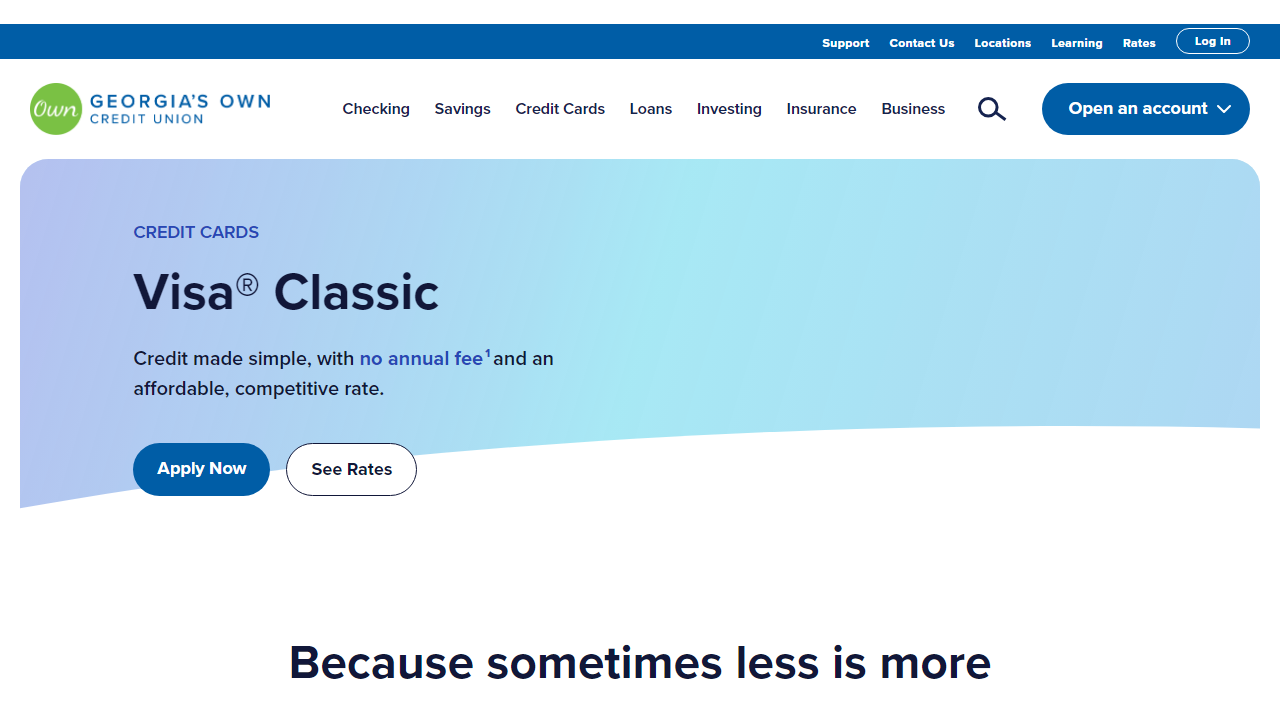 Support Contact Us Locations Learning Rates Log In
Own GEORGIA'S OWN
CREDIT UNION
Checking Savings Credit Cards Loans Investing Insurance Business Open an account
CREDIT CARDS
Visa® Classic
Credit made simple, with no annual fee¹ and an
affordable, competitive rate.
Apply Now See Rates
Because sometimes less is more